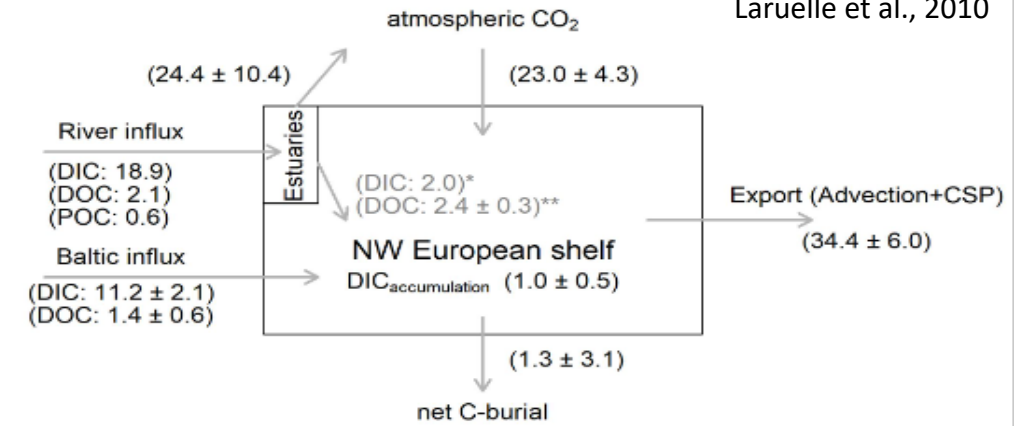 Laruelle et al., 2010
atmospheric CO₂
(24.4 ± 10.4)
(23.0 ± 4.3)
River influx
Estuaries
(DIC: 18.9)
(DOC: 2.1)
(POC: 0.6)
(DIC: 2.0)*
(DOC: 2.4 ± 0.3)**
Export (Advection+CSP)
(34.4 ± 6.0)
Baltic influx
NW European shelf
(DIC: 11.2 ± 2.1)
(DOC: 1.4 ± 0.6)
DICaccumulation (1.0 ± 0.5)
(1.3 ± 3.1)
net C-burial